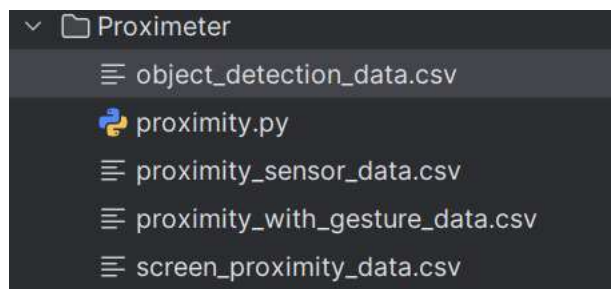 Proximeter
object_detection_data.csv
proximity.py
proximity_sensor_data.csv
proximity_with_gesture_data.csv
screen_proximity_data.csv